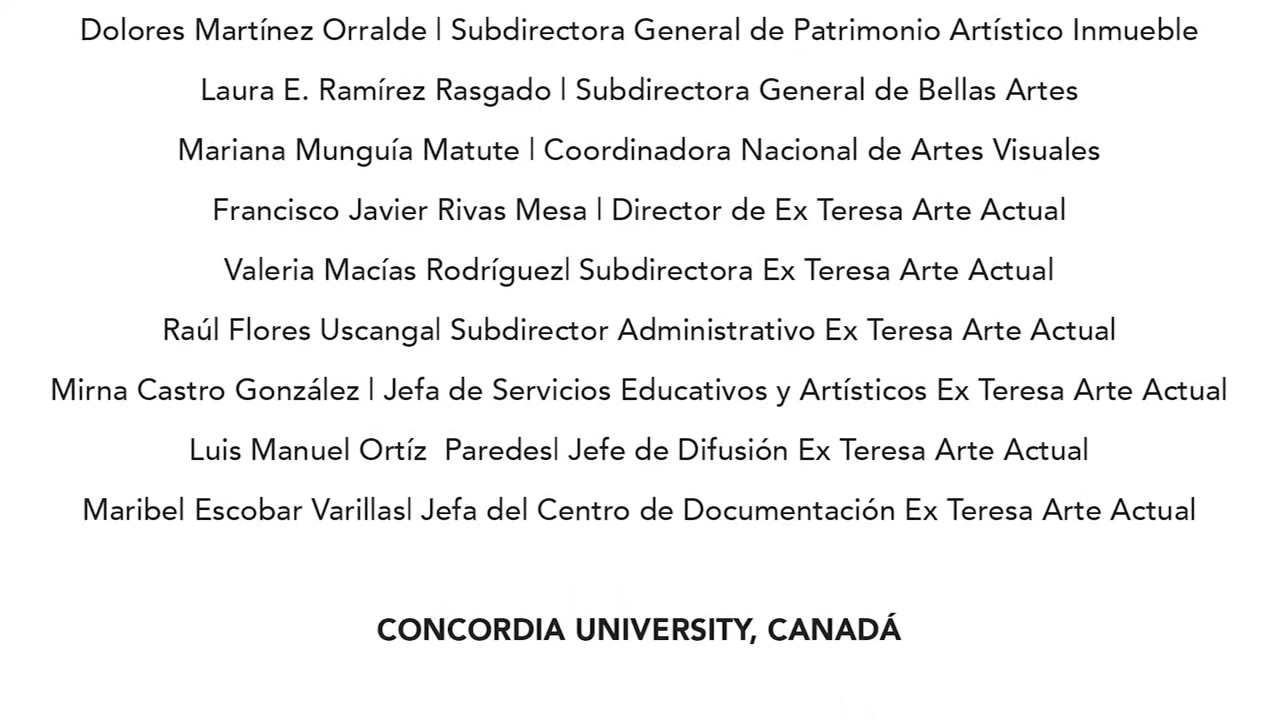 Dolores Martínez Orralde | Subdirectora General de Patrimonio Artístico Inmueble
Laura E. Ramírez Rasgado | Subdirectora General de Bellas Artes
Mariana Munguía Matute | Coordinadora Nacional de Artes Visuales
Francisco Javier Rivas Mesa | Director de Ex Teresa Arte Actual
Valeria Macías Rodríguez| Subdirectora Ex Teresa Arte Actual
Raúl Flores Uscanga| Subdirector Administrativo Ex Teresa Arte Actual
Mirna Castro González | Jefa de Servicios Educativos y Artísticos Ex Teresa Arte Actual
Luis Manuel Ortíz  Paredes| Jefe de Difusión Ex Teresa Arte Actual
Maribel Escobar Varillas| Jefa del Centro de Documentación Ex Teresa Arte Actual
CONCORDIA UNIVERSITY, CANADÁ